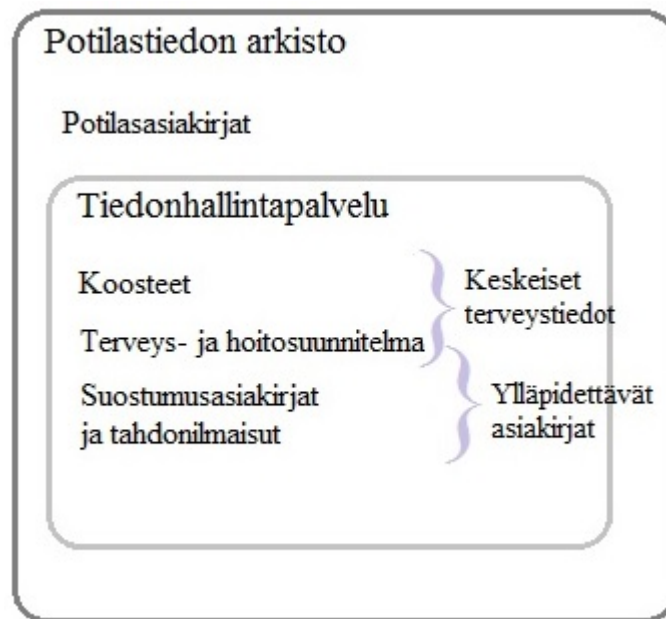 Potilastiedon arkisto
Potilasasiakirjat
Tiedonhallintapalvelu
Koosteet
Terveys- ja hoitosuunnitelma
Keskeiset
terveystiedot
Suostumusasiakirjat
ja tahdonilmaisut
Ylläpidettävät
asiakirjat